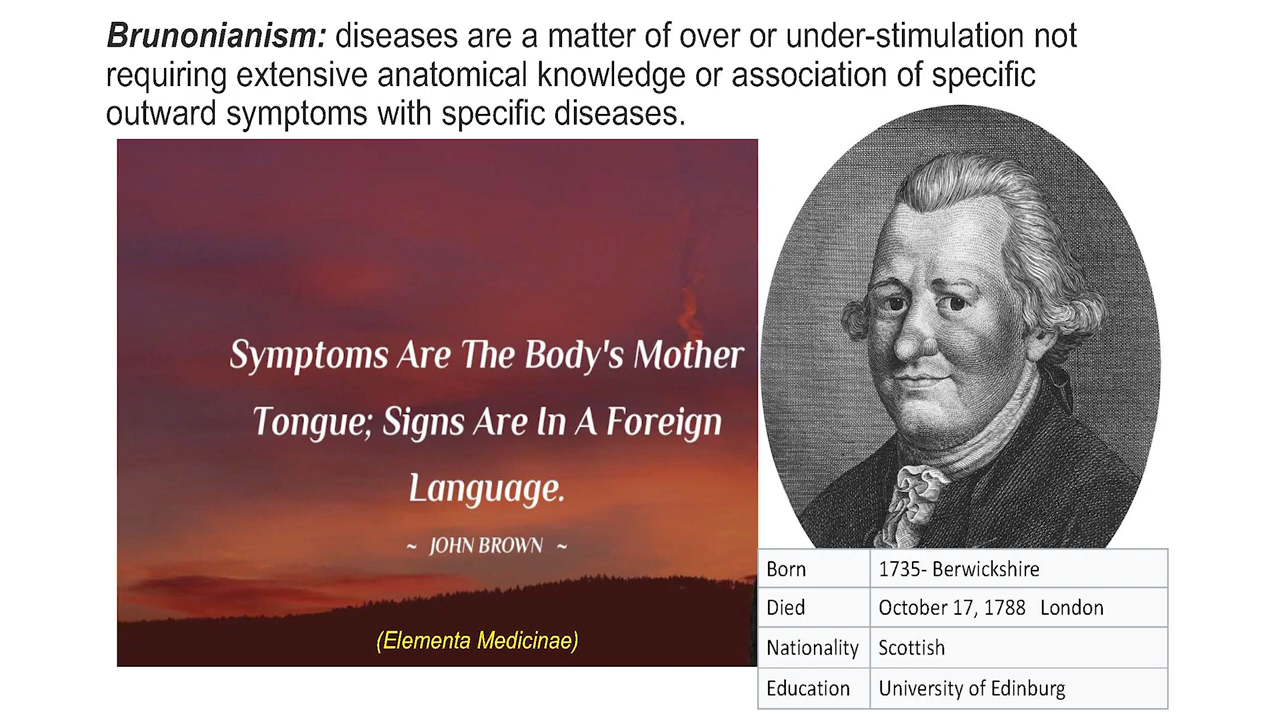 Brunonianism: diseases are a matter of over or under-stimulation not
requiring extensive anatomical knowledge or association of specific
outward symptoms with specific diseases.
Symptoms Are The Body's Mother
Tongue; Signs Are In A Foreign
Language.
~ JOHN BROWN ~
(Elementa Medicinae)
Born 1735- Berwickshire
Died October 17, 1788 London
Nationality Scottish
Education University of Edinburg